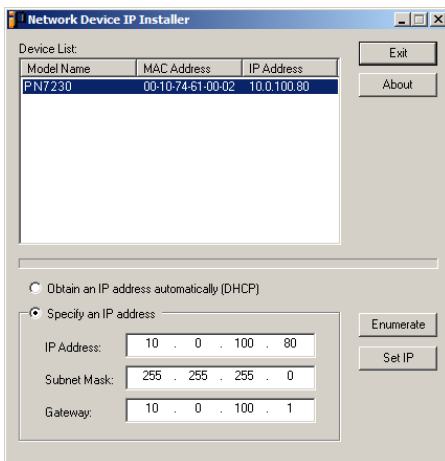 Network Device IP Installer
Device List:
Exit
Model Name MAC Address IP Address
PN7230 00-10-74-61-00-02 10.0.100.80
About
Obtain an IP address automatically (DHCP)
Specify an IP address
Enumerate
IP Address: 10 . 0 . 100 . 80
Set IP
Subnet Mask: 255 . 255 . 255 . 0
Gateway: 10 . 0 . 100 . 1